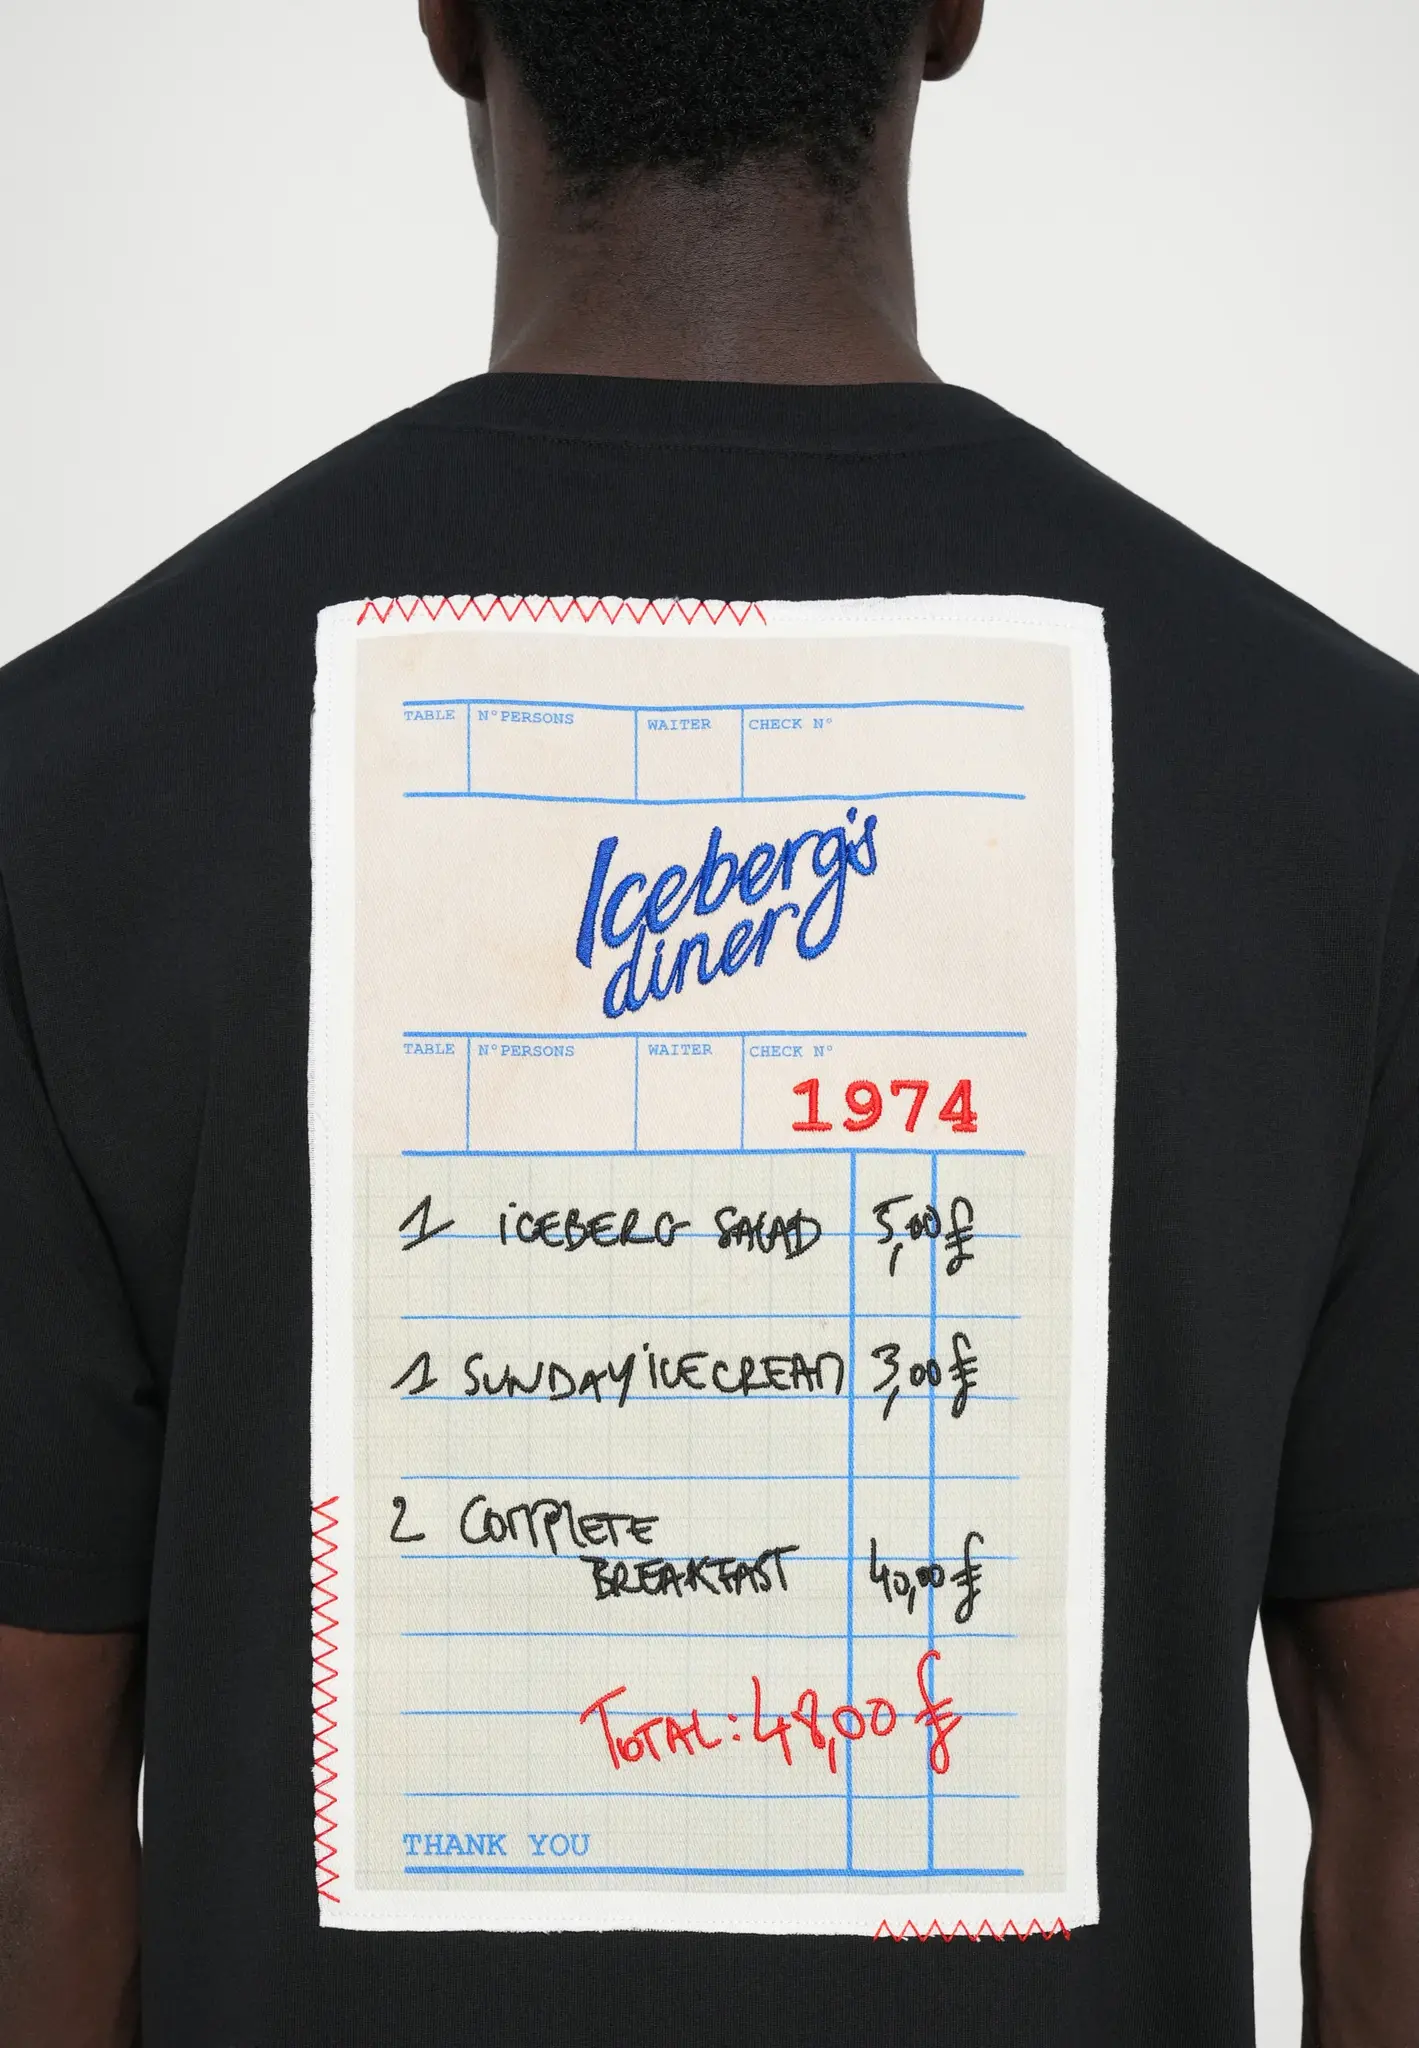 TABLE N°PERSONS WAITER CHECK N°
Iceberg's
diner
TABLE N°PERSONS WAITER CHECK N°
1974
1 iCEBERG SALAD 5,00 £
1 SUNDAY iCECREAM 3,00 £
2 COMPLETE
BREAKFAST 40,00 £
TOTAL: 48,00 £
THANK YOU